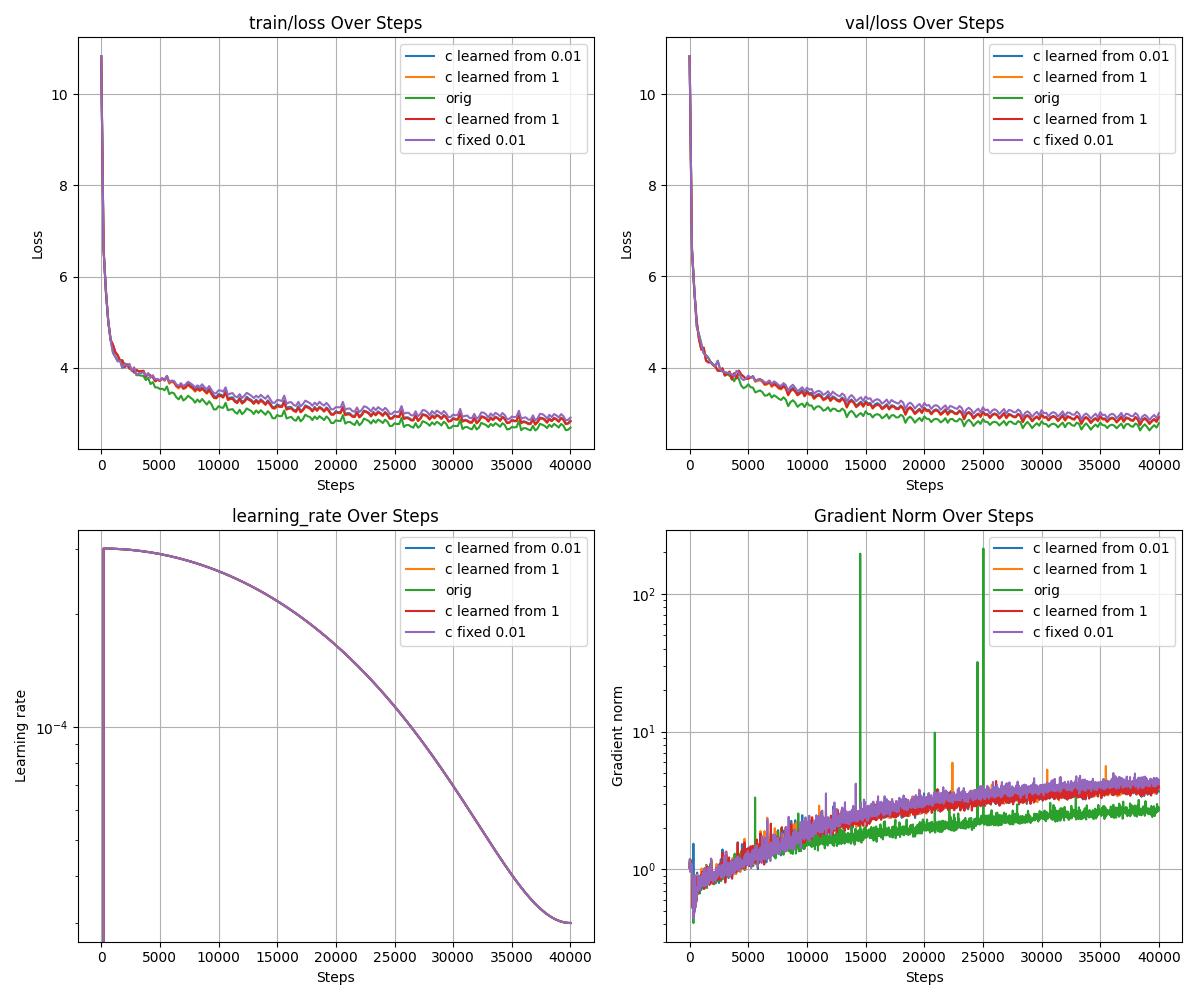 train/loss Over Steps
Loss
10
8
6
4
0 5000 10000 15000 20000 25000 30000 35000 40000
Steps
c learned from 0.01
c learned from 1
orig
c learned from 1
c fixed 0.01
val/loss Over Steps
Loss
10
8
6
4
0 5000 10000 15000 20000 25000 30000 35000 40000
Steps
c learned from 0.01
c learned from 1
orig
c learned from 1
c fixed 0.01
learning_rate Over Steps
Learning rate
10⁻⁴
0 5000 10000 15000 20000 25000 30000 35000 40000
Steps
c learned from 0.01
c learned from 1
orig
c learned from 1
c fixed 0.01
Gradient Norm Over Steps
Gradient norm
10²
10¹
10⁰
0 5000 10000 15000 20000 25000 30000 35000 40000
Steps
c learned from 0.01
c learned from 1
orig
c learned from 1
c fixed 0.01